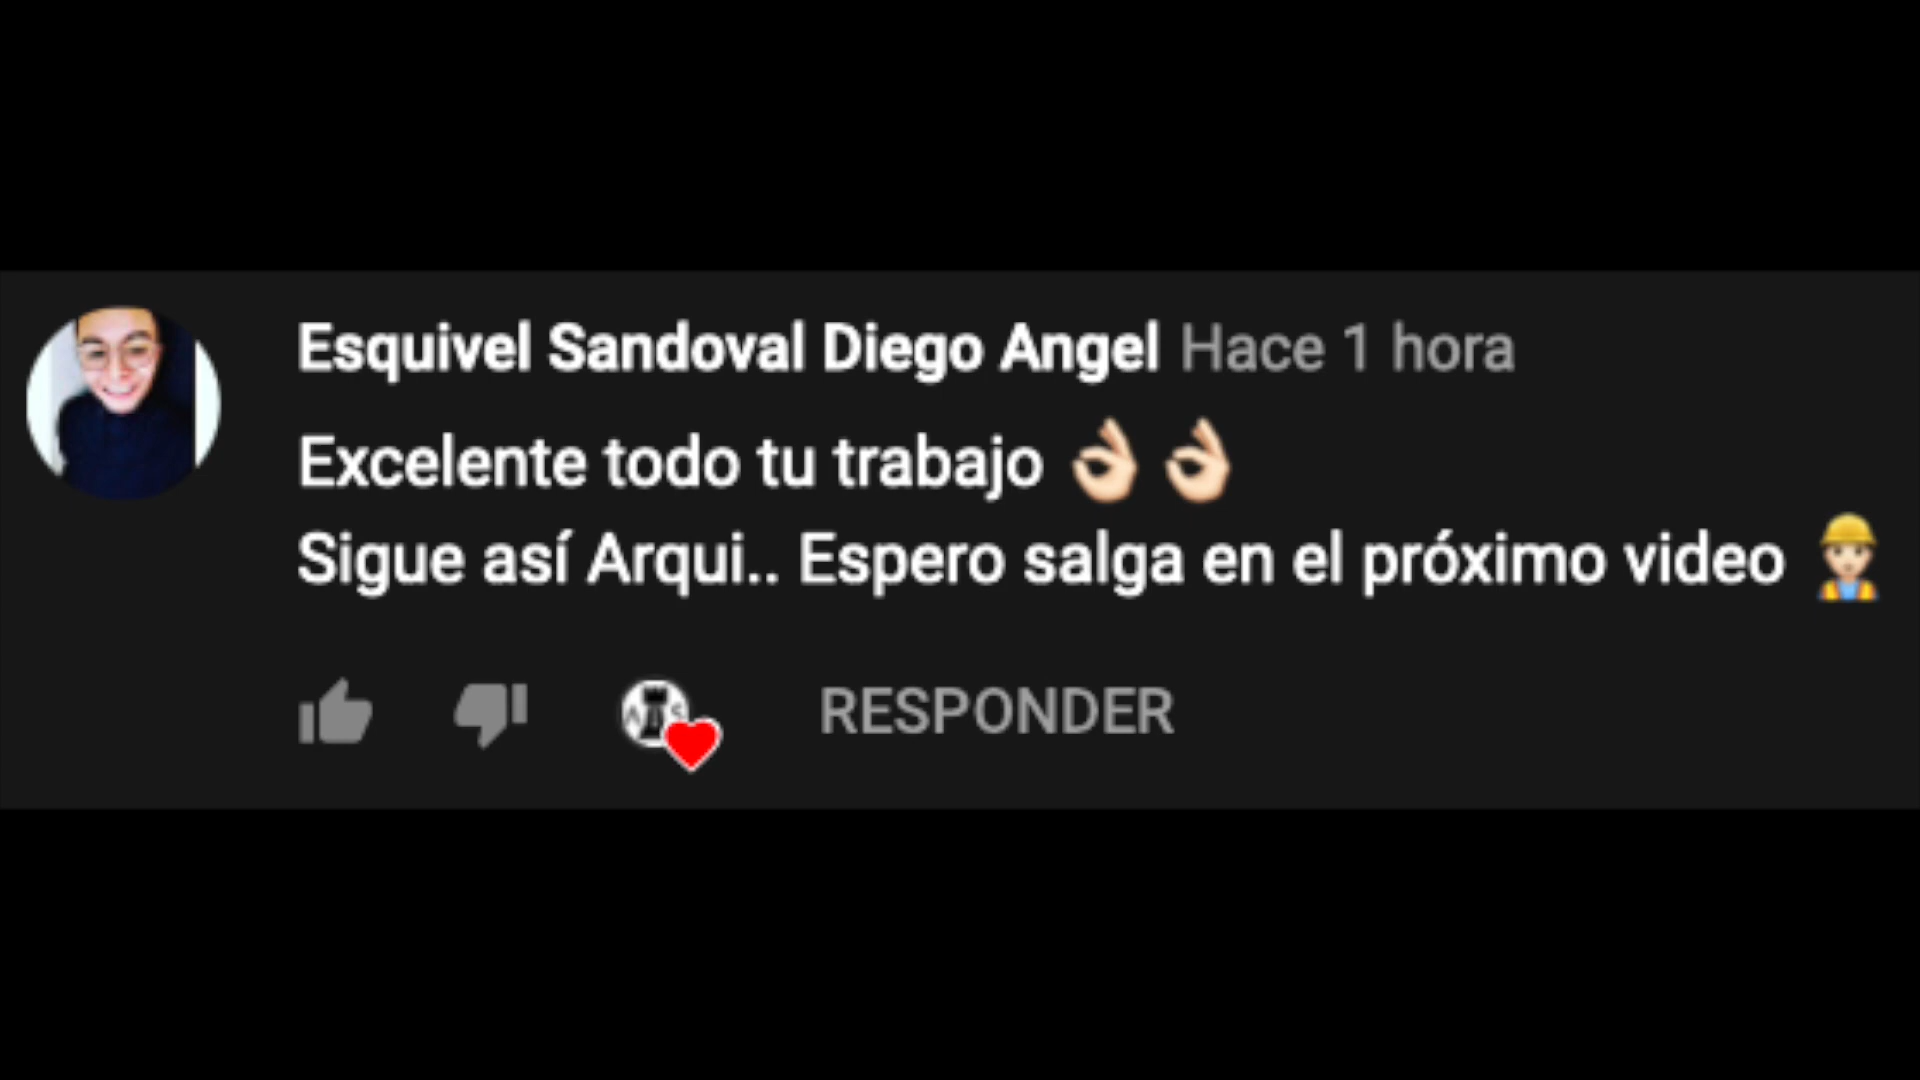 Esquivel Sandoval Diego Angel Hace 1 hora
Excelente todo tu trabajo 👌🏻👌🏻
Sigue así Arqui.. Espero salga en el próximo video 👷🏻
A S
RESPONDER